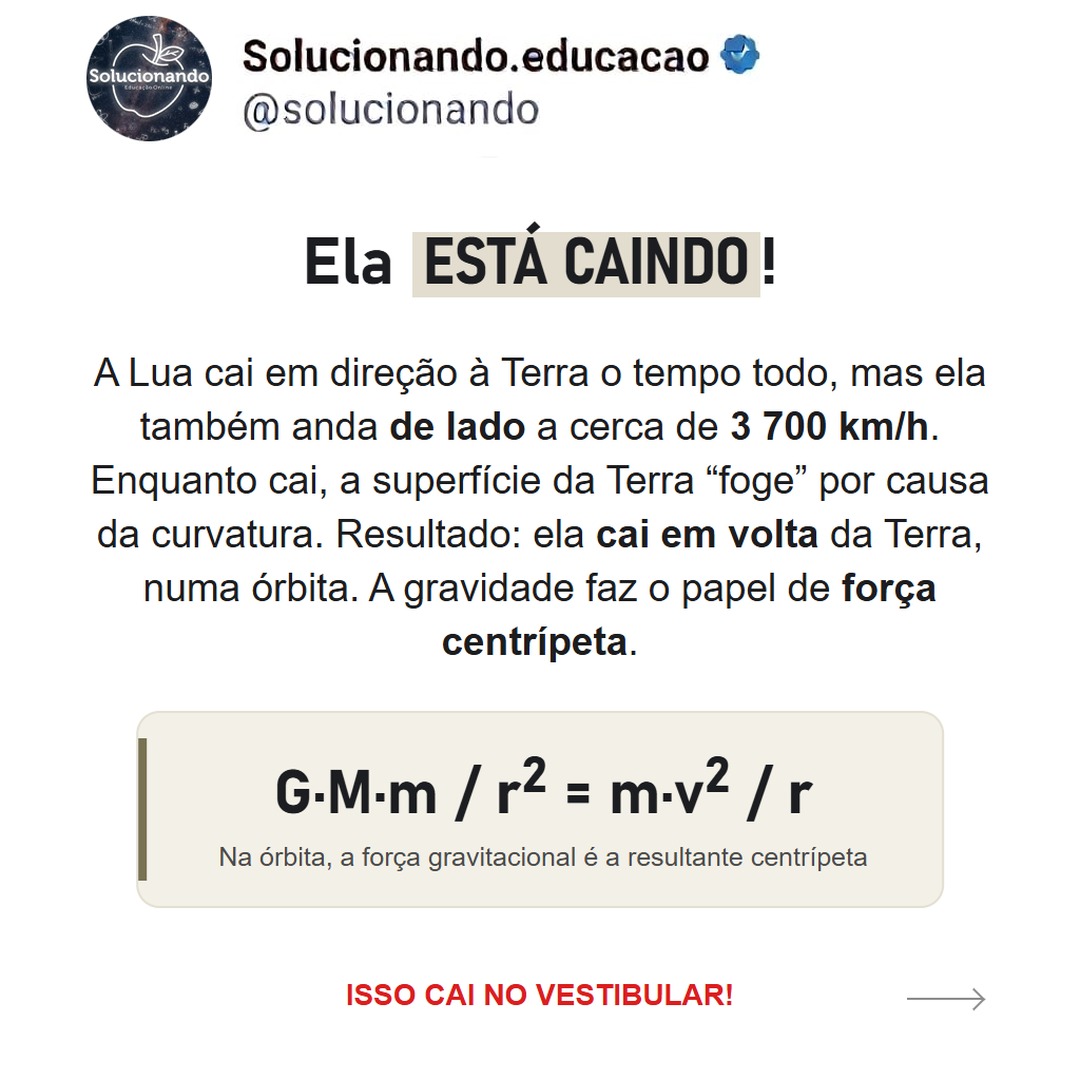 Solucionando
Educação Online
Solucionando.educacao
@solucionando
Ela ESTÁ CAINDO!
A Lua cai em direção à Terra o tempo todo, mas ela
também anda de lado a cerca de 3 700 km/h.
Enquanto cai, a superfície da Terra “foge” por causa
da curvatura. Resultado: ela cai em volta da Terra,
numa órbita. A gravidade faz o papel de força
centrípeta.
G·M·m / r² = m·v² / r
Na órbita, a força gravitacional é a resultante centrípeta
ISSO CAI NO VESTIBULAR!